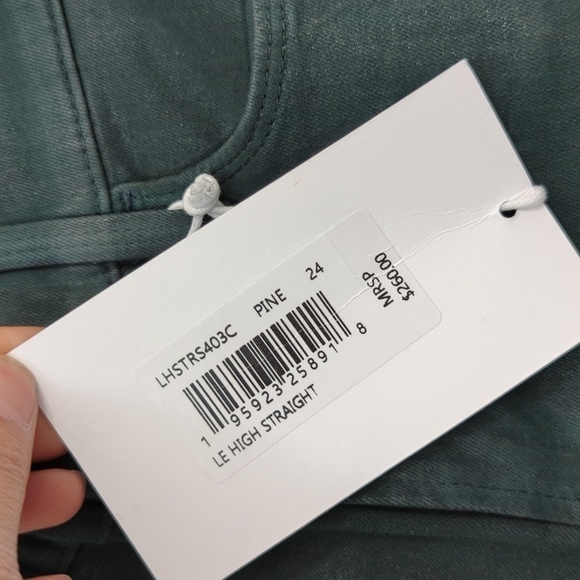 LHSTRS403C PINE 24
1 95923 25891 8
LE HIGH STRAIGHT
MRSP
$260.00